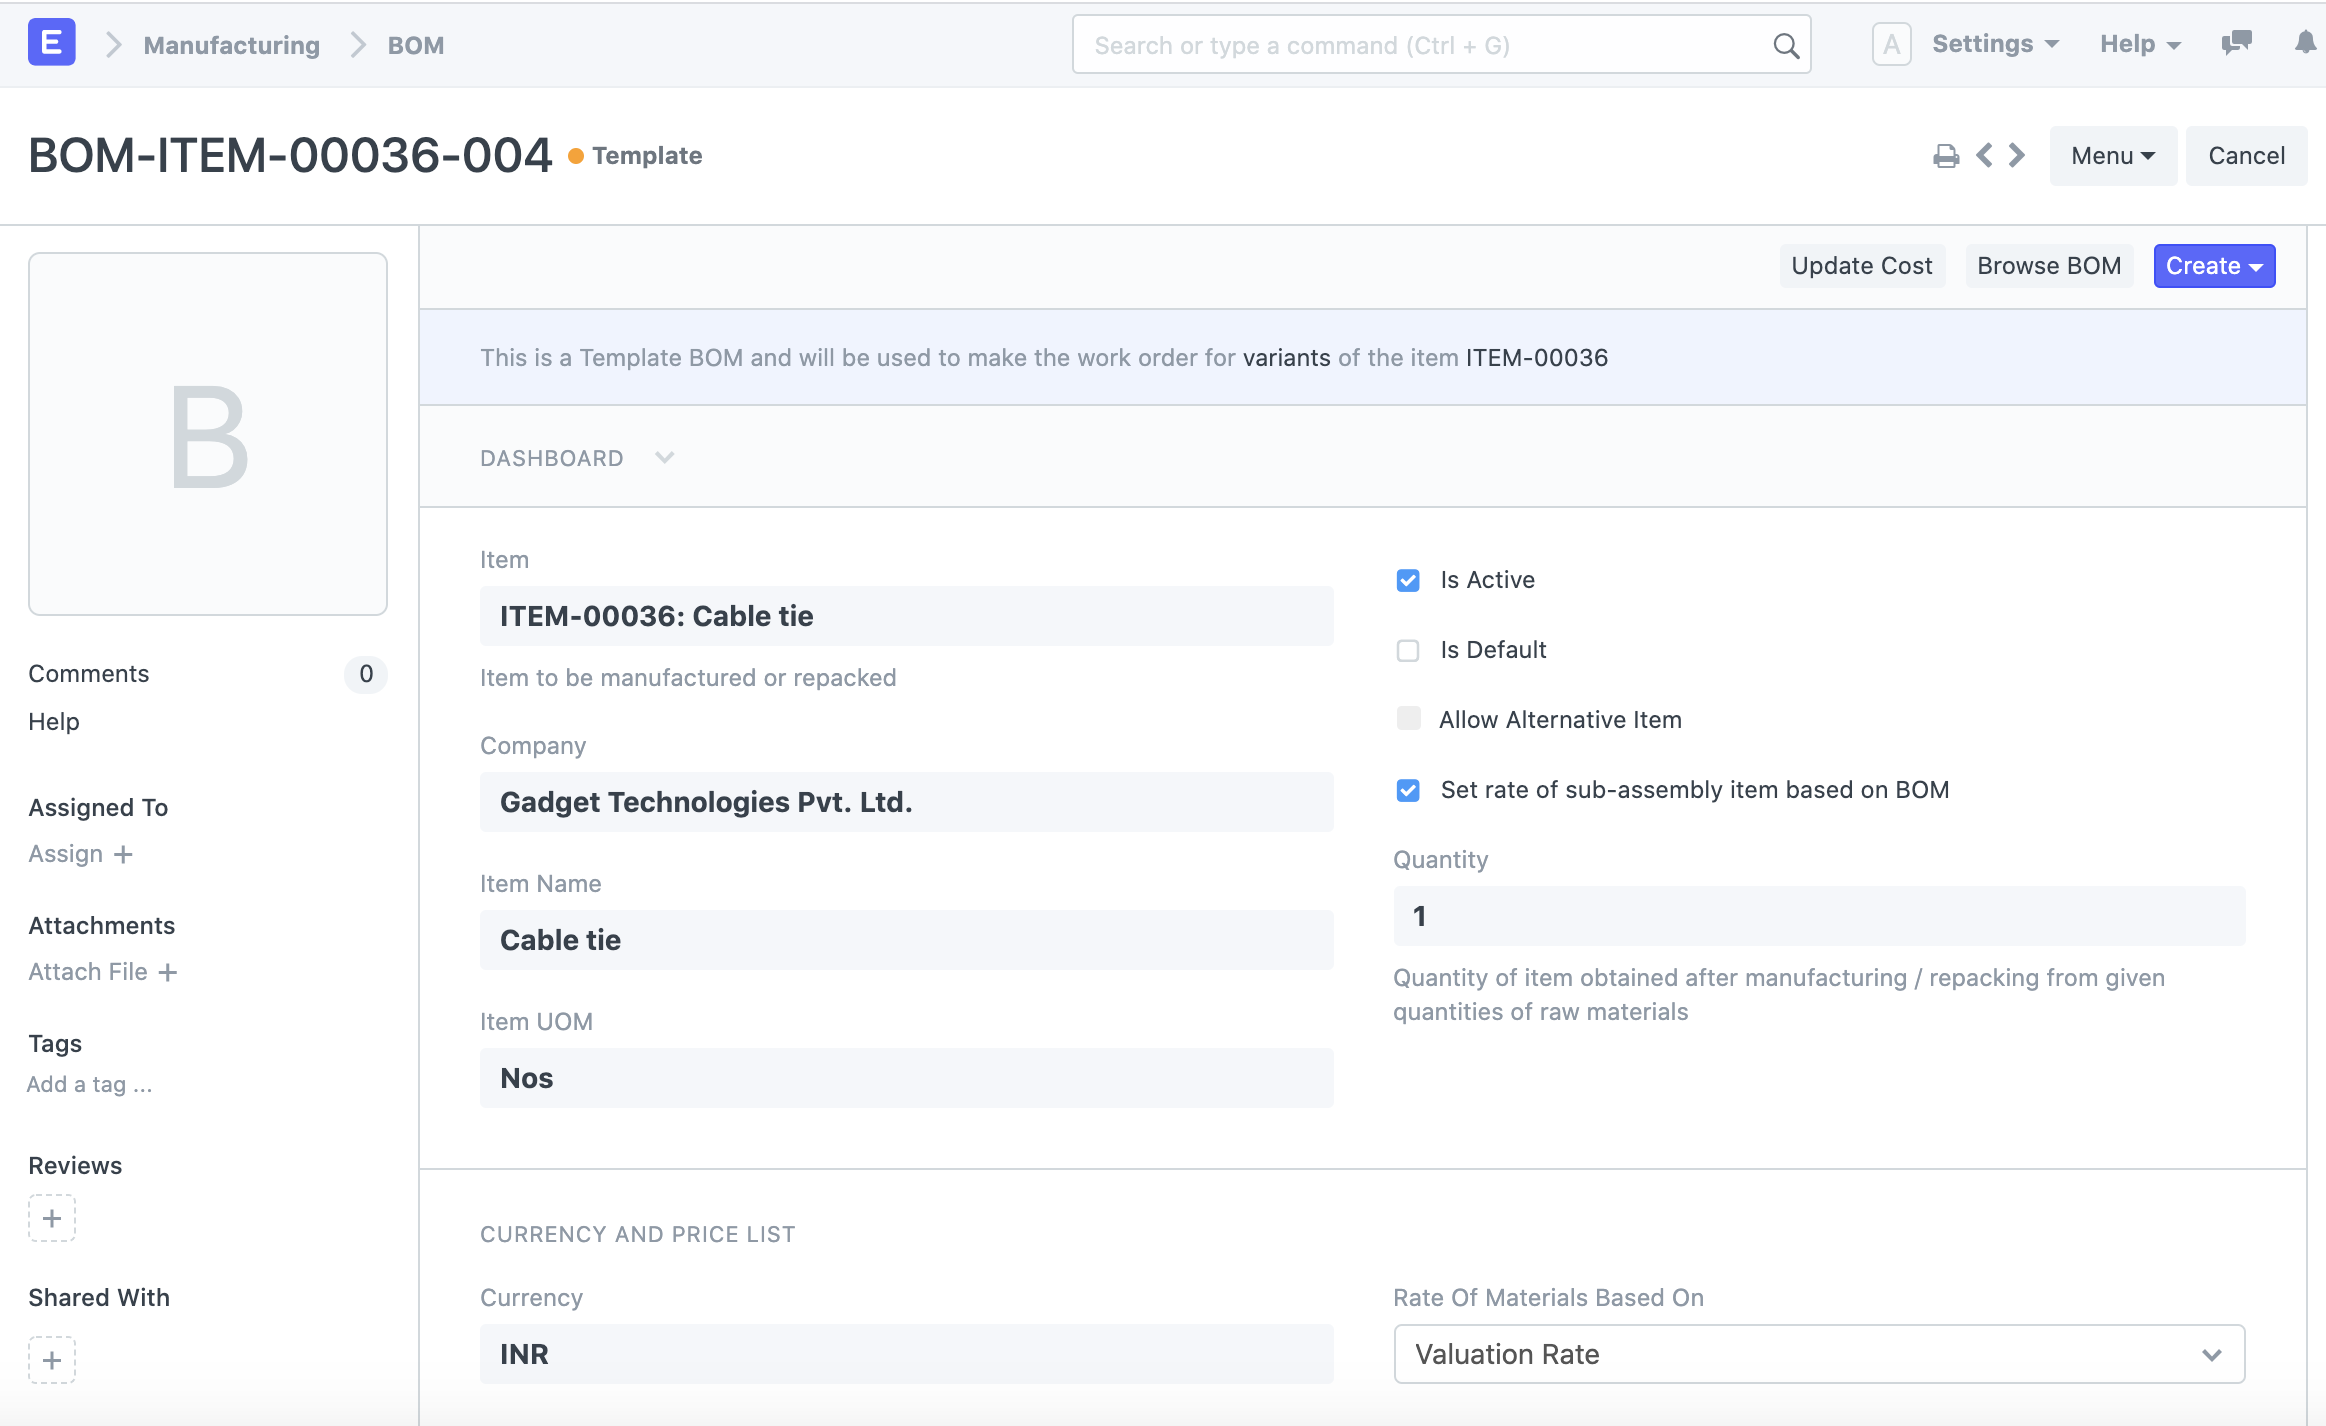 E Manufacturing BOM Search or type a command (Ctrl + G) A Settings Help
BOM-ITEM-00036-004 Template Menu Cancel
Update Cost Browse BOM Create
This is a Template BOM and will be used to make the work order for variants of the item ITEM-00036
B
DASHBOARD
Comments 0
Help
Assigned To
Assign +
Attachments
Attach File +
Tags
Add a tag ...
Reviews
+
Shared With
+
Item
ITEM-00036: Cable tie
Item to be manufactured or repacked
Company
Gadget Technologies Pvt. Ltd.
Item Name
Cable tie
Item UOM
Nos
Is Active
Is Default
Allow Alternative Item
Set rate of sub-assembly item based on BOM
Quantity
1
Quantity of item obtained after manufacturing / repacking from given
quantities of raw materials
CURRENCY AND PRICE LIST
Currency
INR
Rate Of Materials Based On
Valuation Rate